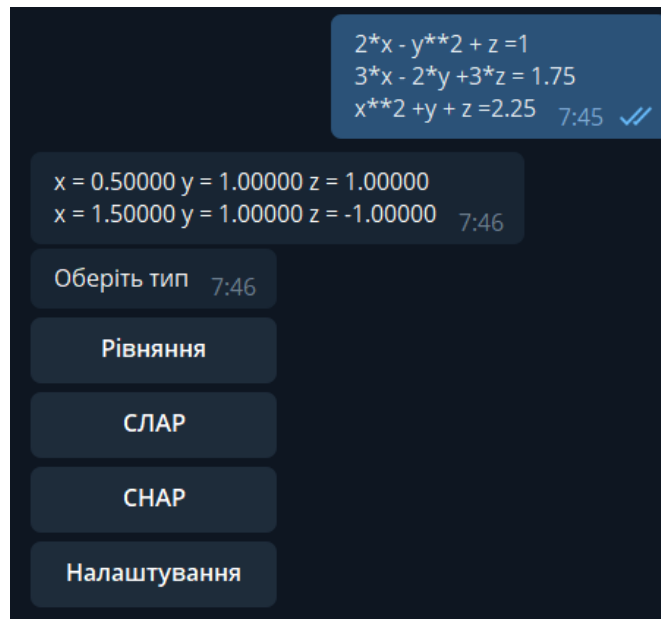 2*x - y**2 + z =1
3*x - 2*y +3*z = 1.75
x**2 +y + z =2.25 7:45
x = 0.50000 y = 1.00000 z = 1.00000
x = 1.50000 y = 1.00000 z = -1.00000 7:46
Оберіть тип 7:46
Рівняння
СЛАР
СНАР
Налаштування